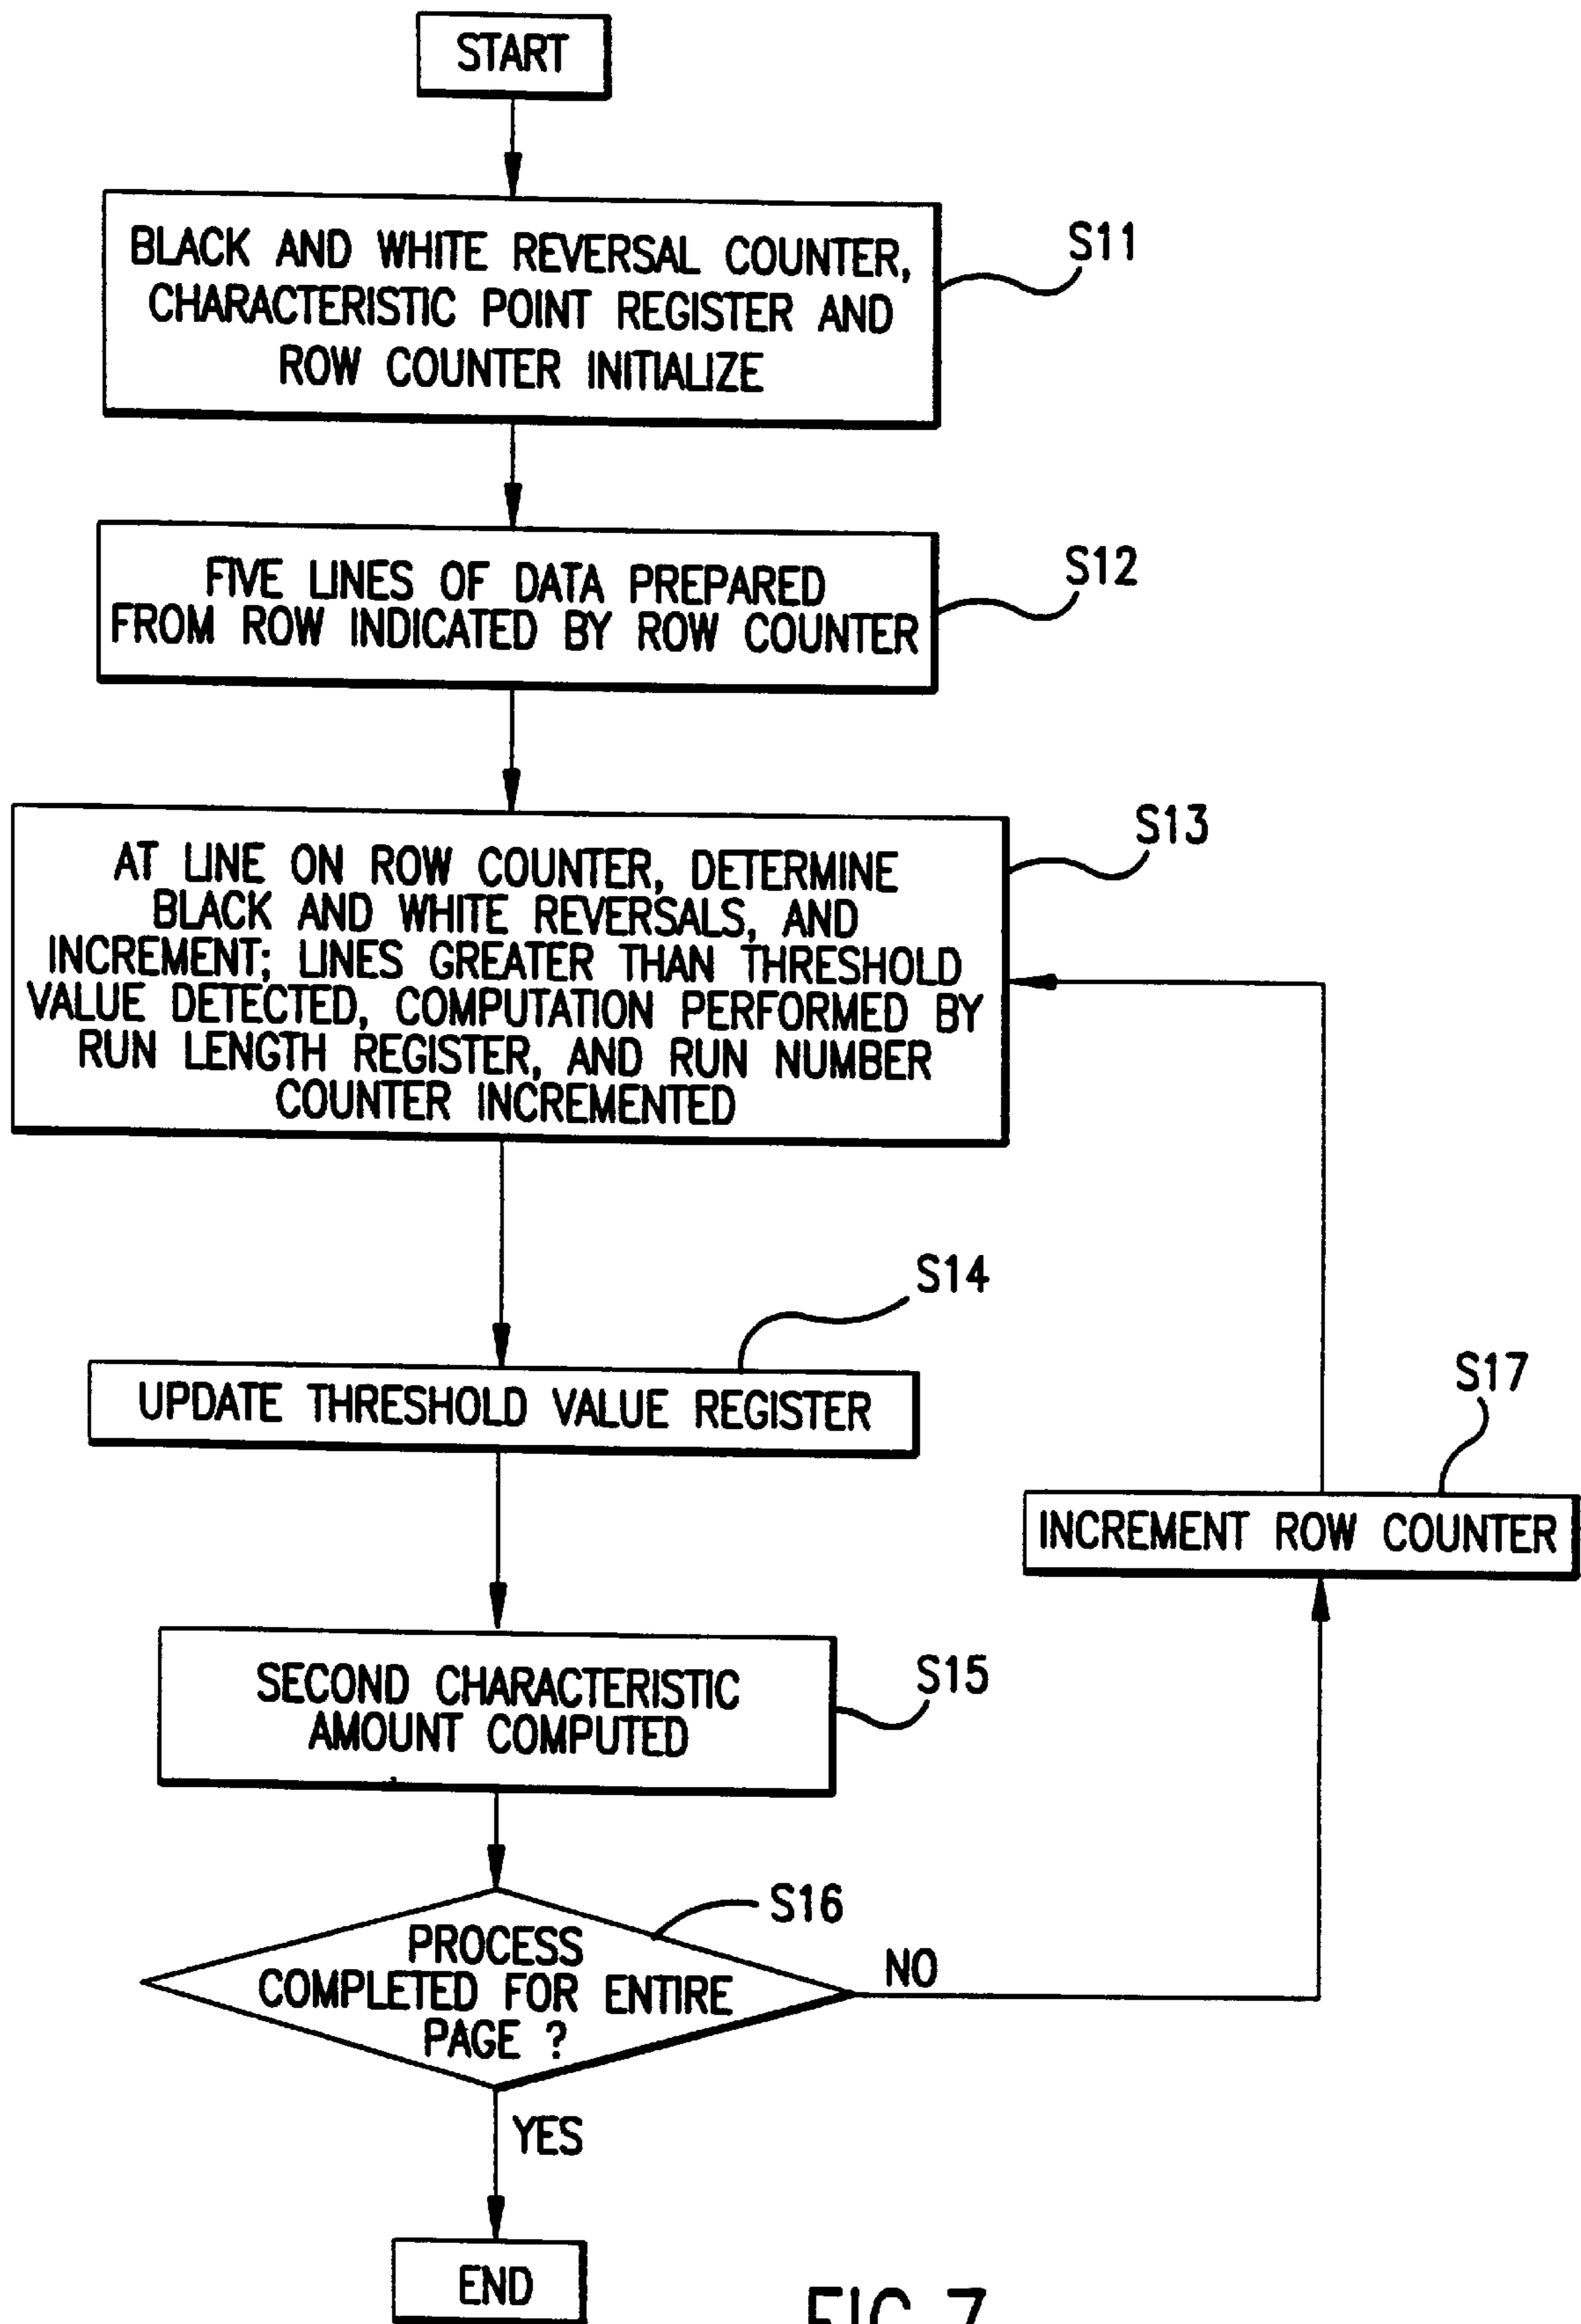 START
BLACK AND WHITE REVERSAL COUNTER,
CHARACTERISTIC POINT REGISTER AND
ROW COUNTER INITIALIZE
S11
FIVE LINES OF DATA PREPARED
FROM ROW INDICATED BY ROW COUNTER
S12
AT LINE ON ROW COUNTER, DETERMINE
BLACK AND WHITE REVERSALS, AND
INCREMENT; LINES GREATER THAN THRESHOLD
VALUE DETECTED, COMPUTATION PERFORMED BY
RUN LENGTH REGISTER, AND RUN NUMBER
COUNTER INCREMENTED
S13
S14
UPDATE THRESHOLD VALUE REGISTER
S17
INCREMENT ROW COUNTER
SECOND CHARACTERISTIC
AMOUNT COMPUTED
S15
S16
PROCESS
COMPLETED FOR ENTIRE
PAGE ?
NO
YES
END
FIG. 7